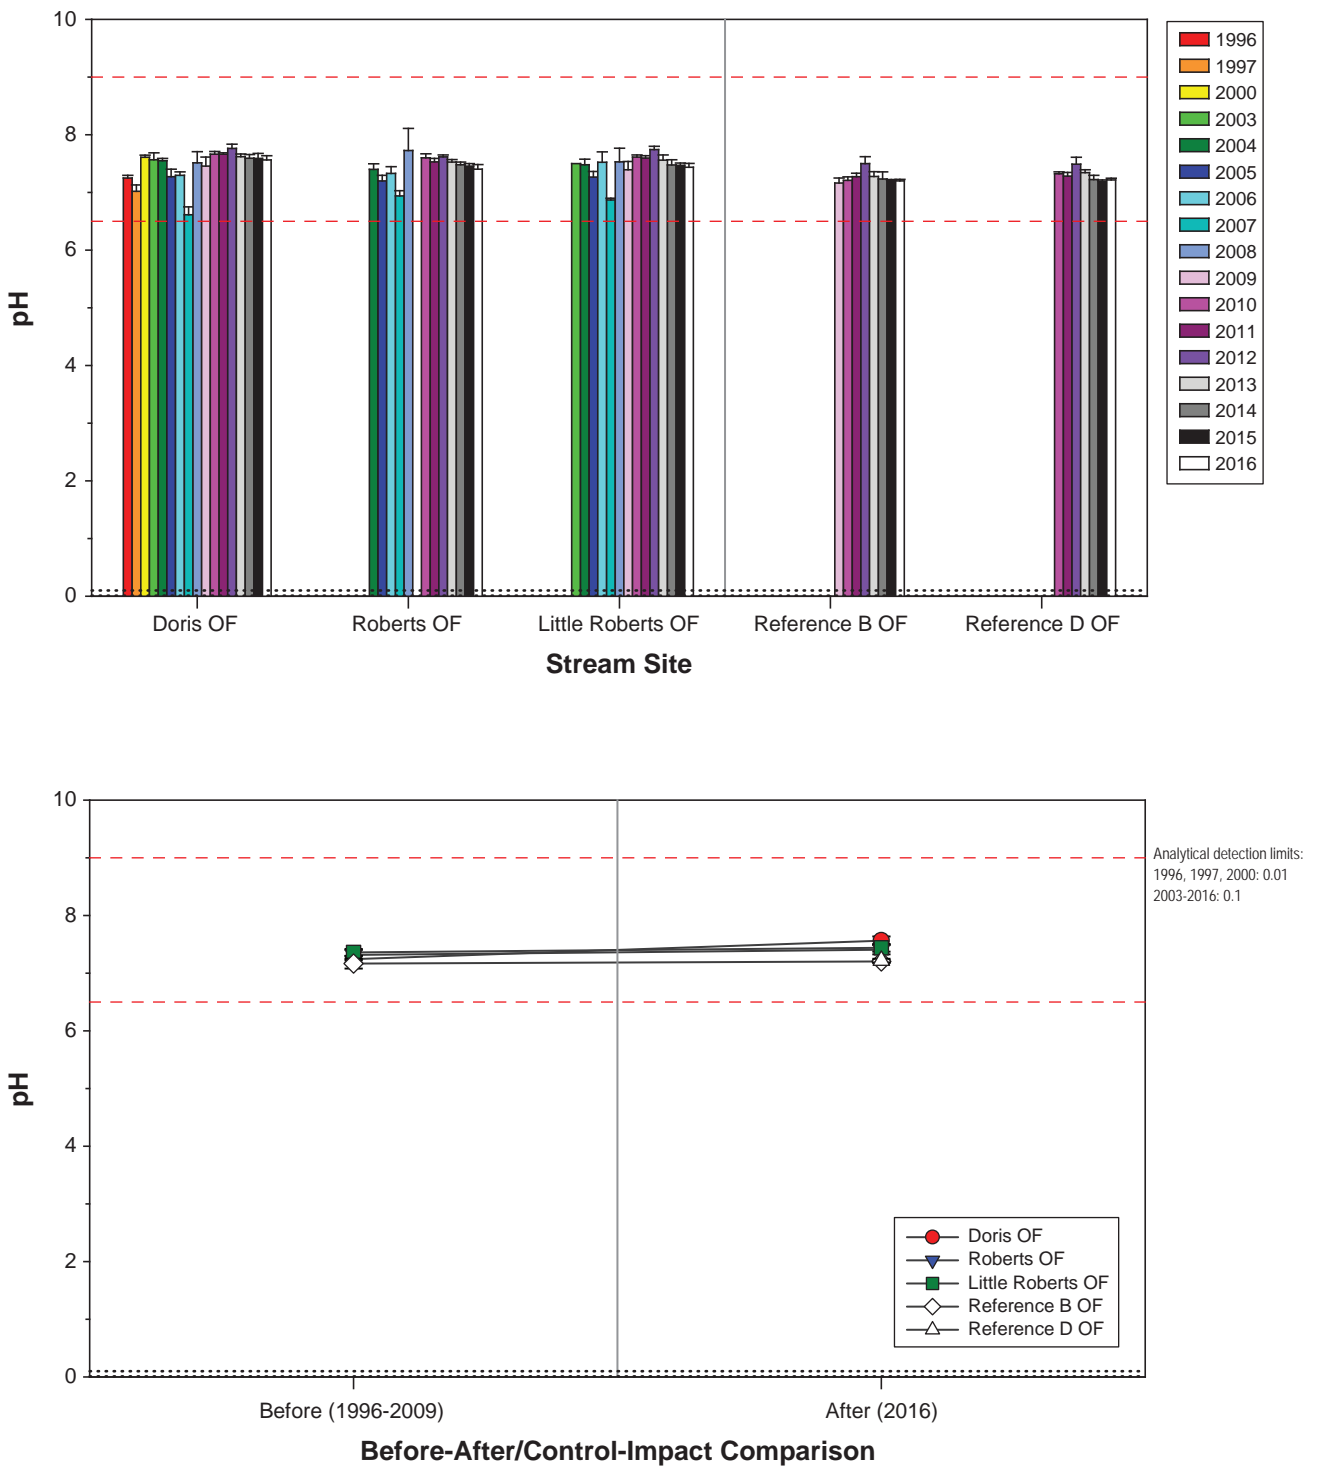 10
8
6
4
2
0
pH
Doris OF
Roberts OF
Little Roberts OF
Reference B OF
Reference D OF
Stream Site
1996
1997
2000
2003
2004
2005
2006
2007
2008
2009
2010
2011
2012
2013
2014
2015
2016
10
8
6
4
2
0
pH
Analytical detection limits:
1996, 1997, 2000: 0.01
2003-2016: 0.1
Doris OF
Roberts OF
Little Roberts OF
Reference B OF
Reference D OF
Before (1996-2009)
After (2016)
Before-After/Control-Impact Comparison